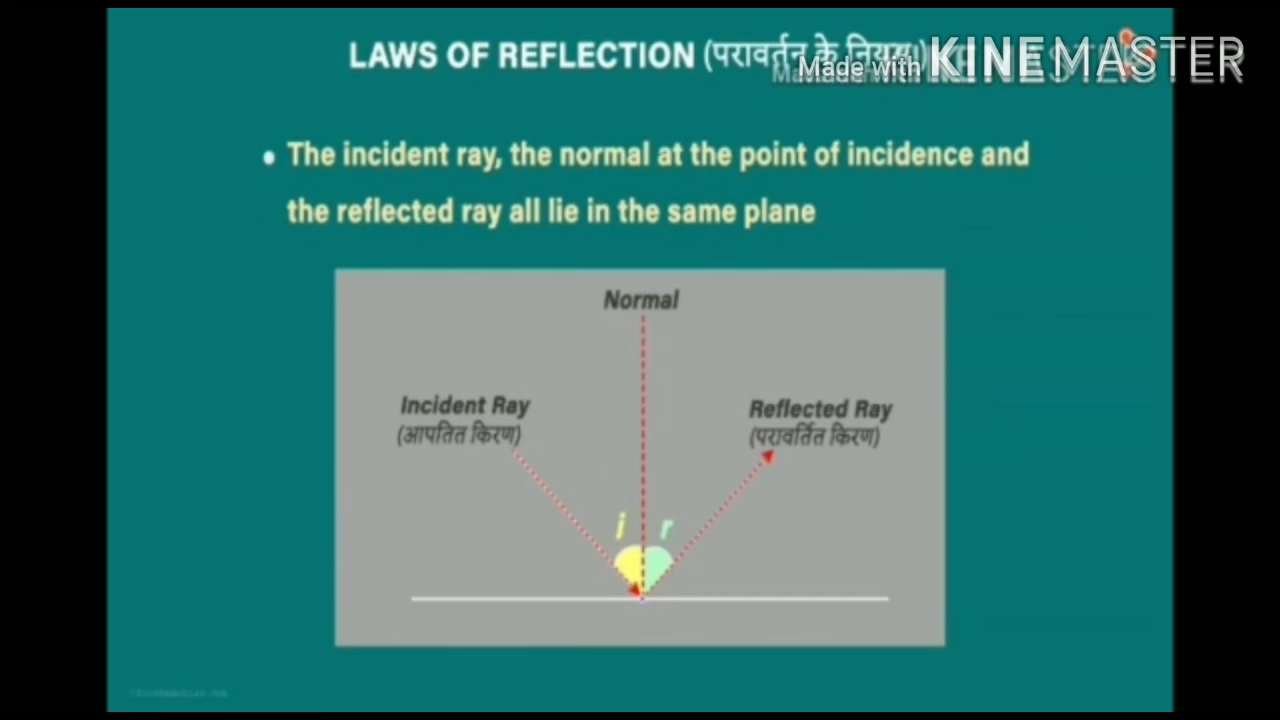 LAWS OF REFLECTION (परावर्तन के नियम)
Made with KINEMASTER
• The incident ray, the normal at the point of incidence and
the reflected ray all lie in the same plane
Normal
Incident Ray
(आपतित किरण)
Reflected Ray
(परावर्तित किरण)
i r